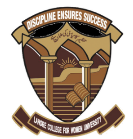 DISCIPLINE ENSURES SUCCESS
LAHORE COLLEGE FOR WOMEN UNIVERSITY